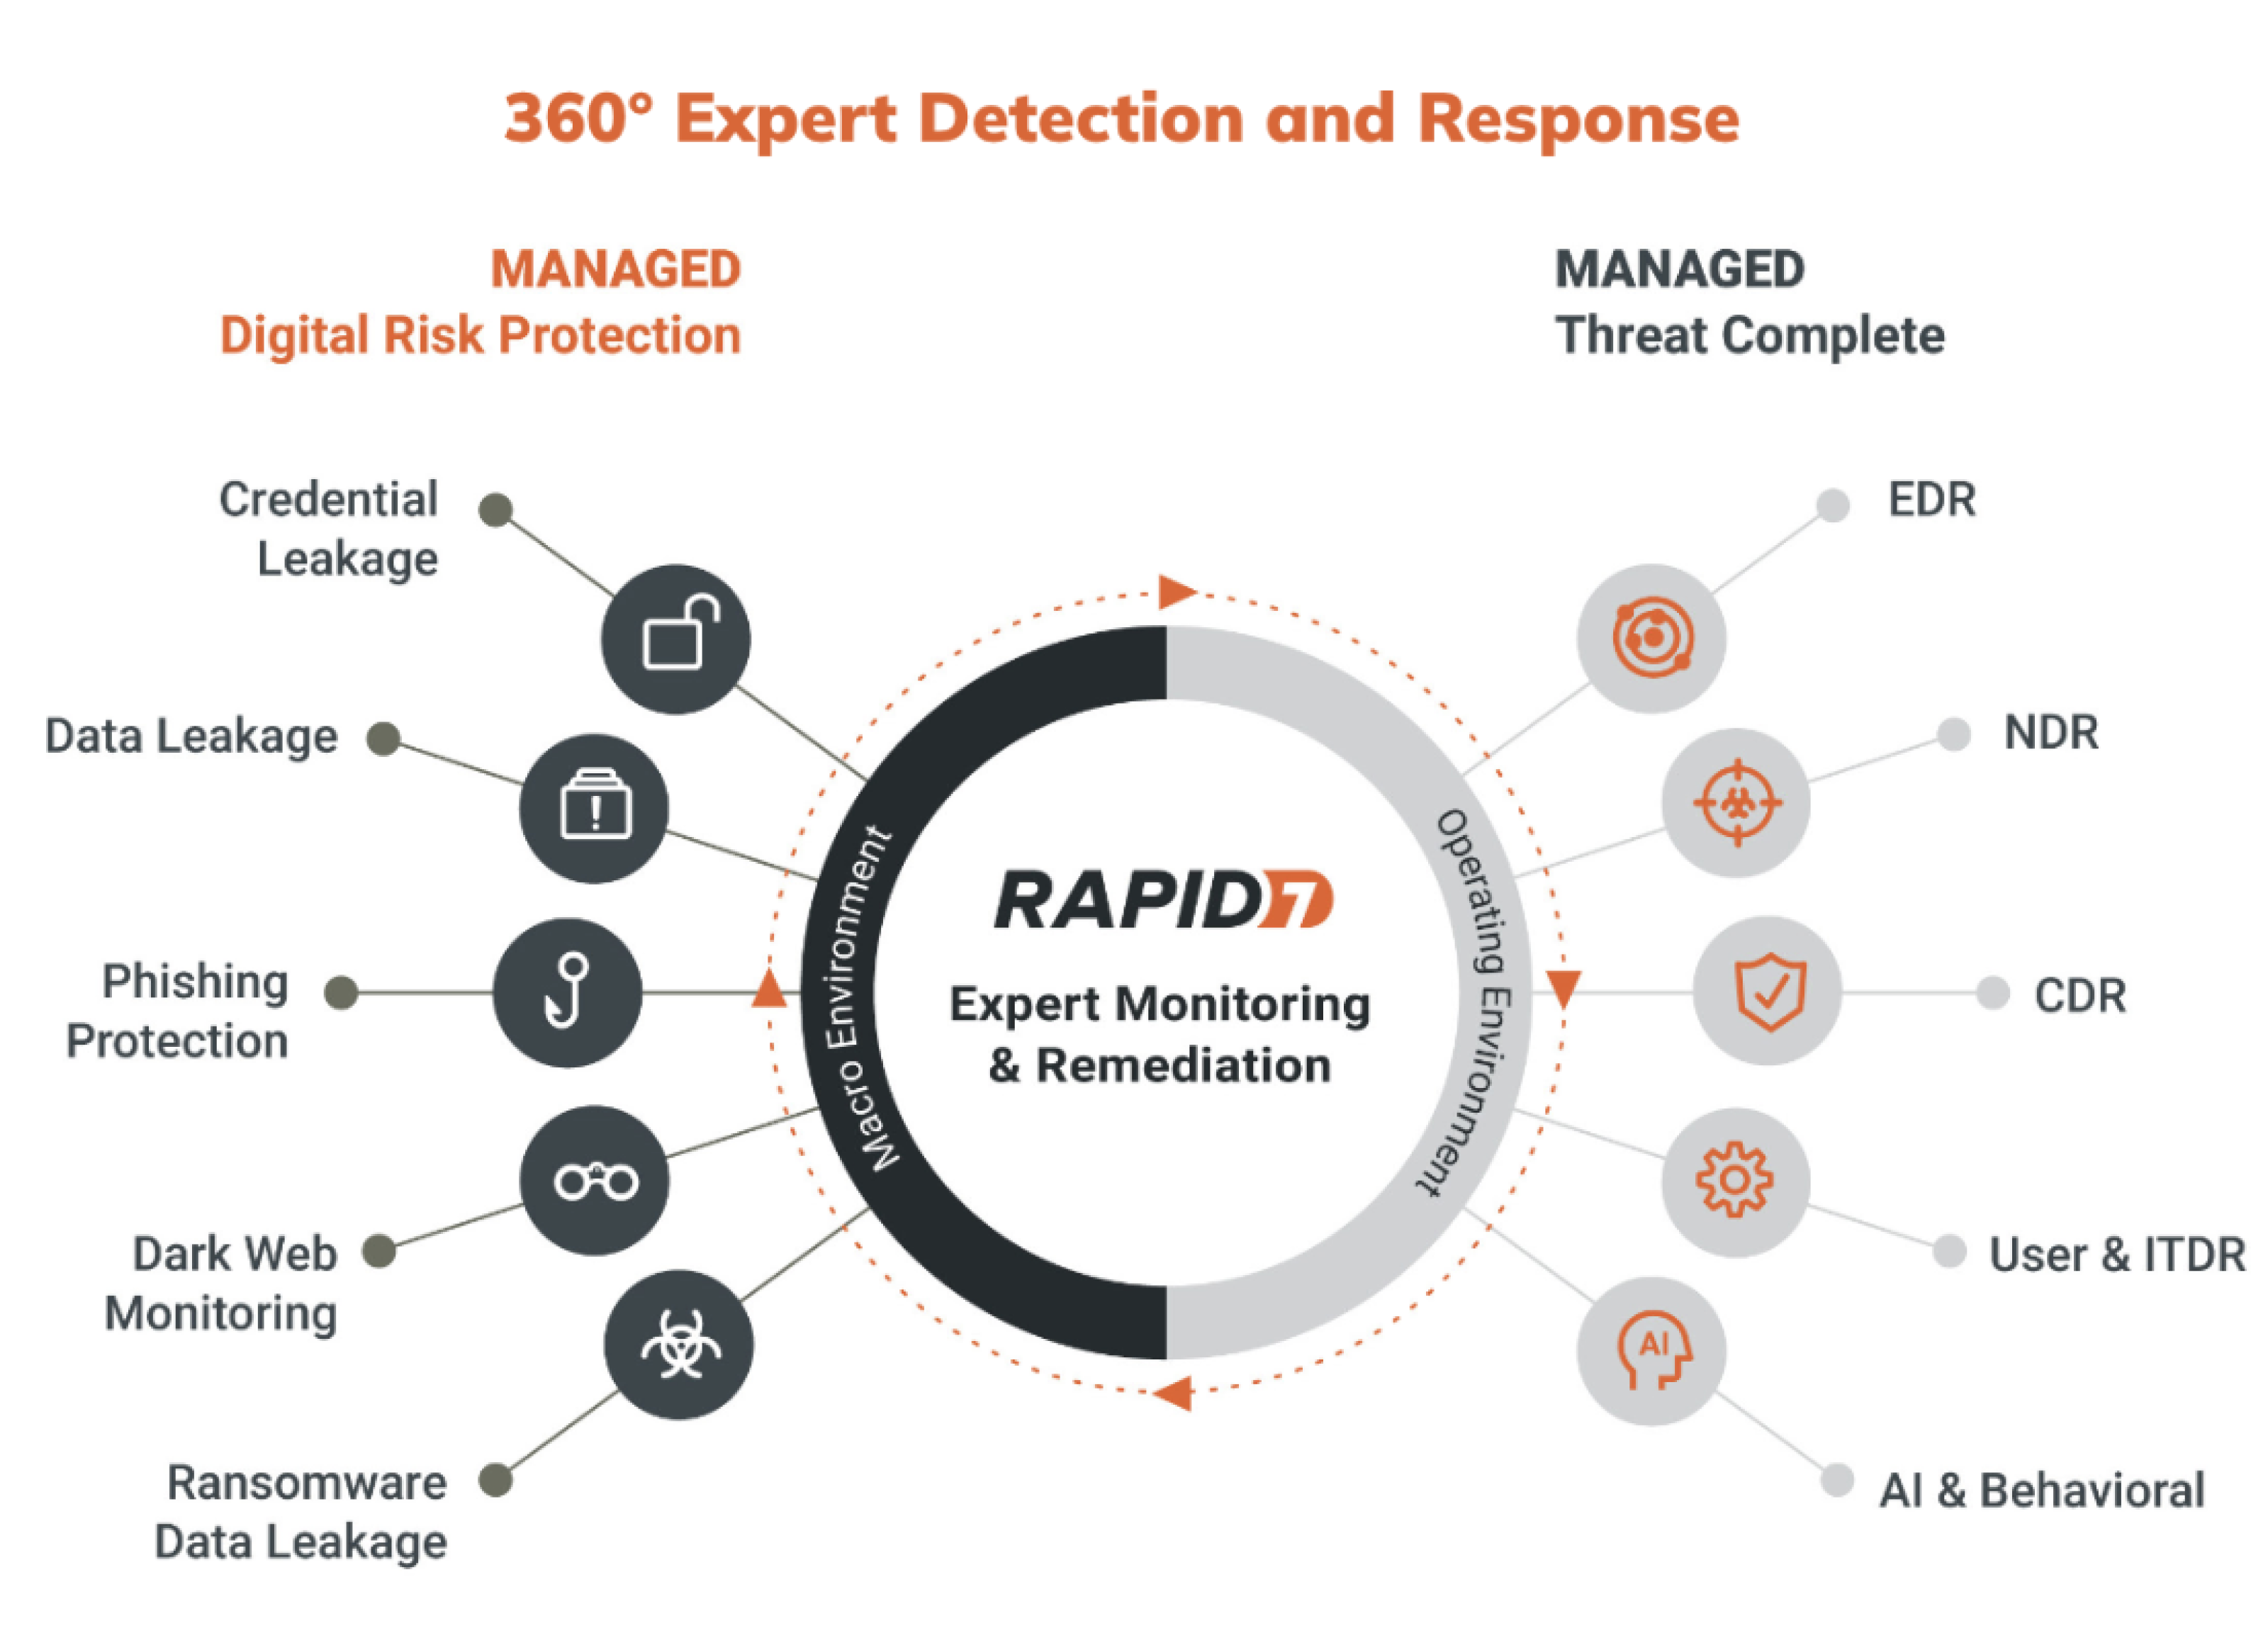 360° Expert Detection and Response
MANAGED
Digital Risk Protection
MANAGED
Threat Complete
Credential
Leakage
Data Leakage
Phishing
Protection
Dark Web
Monitoring
Ransomware
Data Leakage
Macro Environment
RAPID7
Expert Monitoring
& Remediation
Operating Environment
EDR
NDR
CDR
User & ITDR
AI
AI & Behavioral